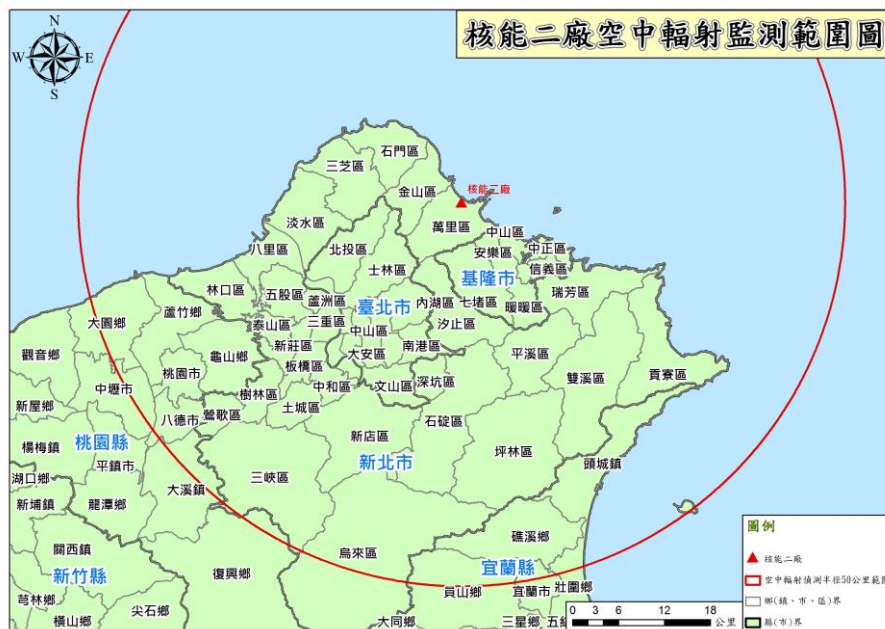 核能二廠空中輻射監測範圍圖
N
W E
S
石門區
三芝區
金山區
核能二廠
淡水區
萬里區
北投區
中山區
八里區
安樂區
中正區
士林區
信義區
基隆市
林口區
五股區
蘆洲區
內湖區
七堵區
暖暖區
瑞芳區
臺北市
蘆竹鄉
大園鄉
泰山區
三重區
中山區
汐止區
新莊區
南港區
大安區
平溪區
觀音鄉
龜山鄉
板橋區
桃園市
雙溪區
貢寮區
中壢市
中和區
文山區
深坑區
樹林區
新屋鄉
土城區
八德市
鶯歌區
石碇區
新店區
桃園縣
楊梅鎮
坪林區
平鎮市
新北市
頭城鎮
湖口鄉
三峽區
大溪鎮
新埔鎮
龍潭鄉
礁溪鄉
關西鎮
烏來區
復興鄉
新竹縣
宜蘭縣
員山鄉
宜蘭市
壯圍鄉
芎林鄉
尖石鄉
橫山鄉
大同鄉
三星鄉
圖例
核能二廠
空中輻射偵測半徑50公里範圍
鄉(鎮、市、區)界
縣(市)界
0 3 6 12 18
公里